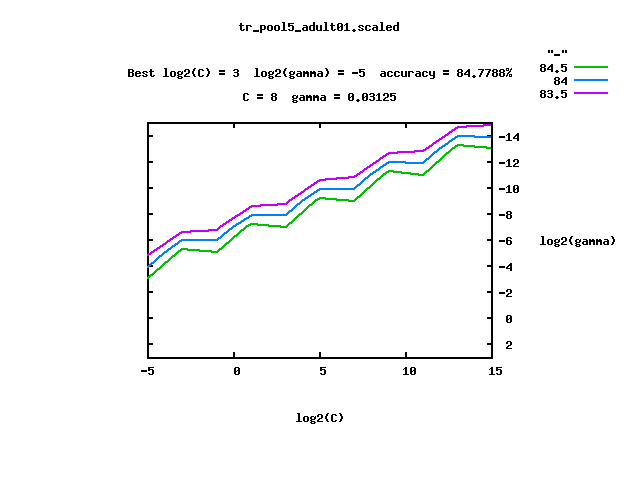 tr_pool5_adult01.scaled
Best log2(C) = 3  log2(gamma) = -5  accuracy = 84.7788%
C = 8  gamma = 0.03125
"-"
84.5
84
83.5
-14
-12
-10
-8
-6
-4
-2
0
2
log2(gamma)
-5 0 5 10 15
log2(C)